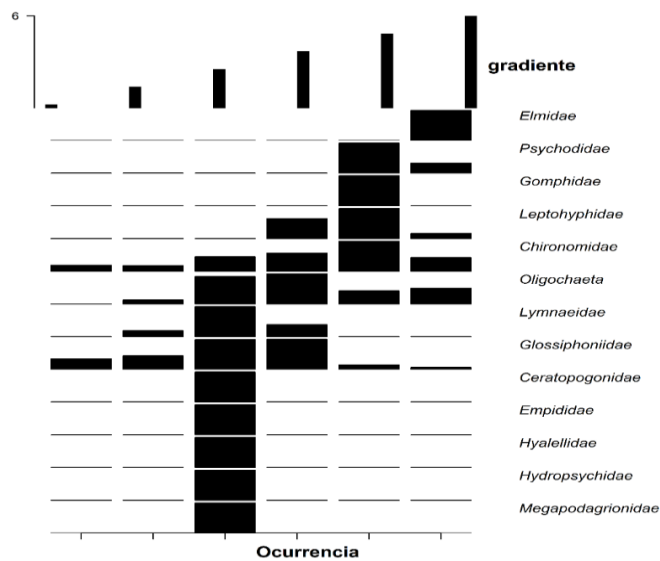 6
gradiente
Elmidae
Psychodidae
Gomphidae
Leptohyphidae
Chironomidae
Oligochaeta
Lymnaeidae
Glossiphoniidae
Ceratopogonidae
Empididae
Hyalellidae
Hydropsychidae
Megapodagrionidae
Ocurrencia